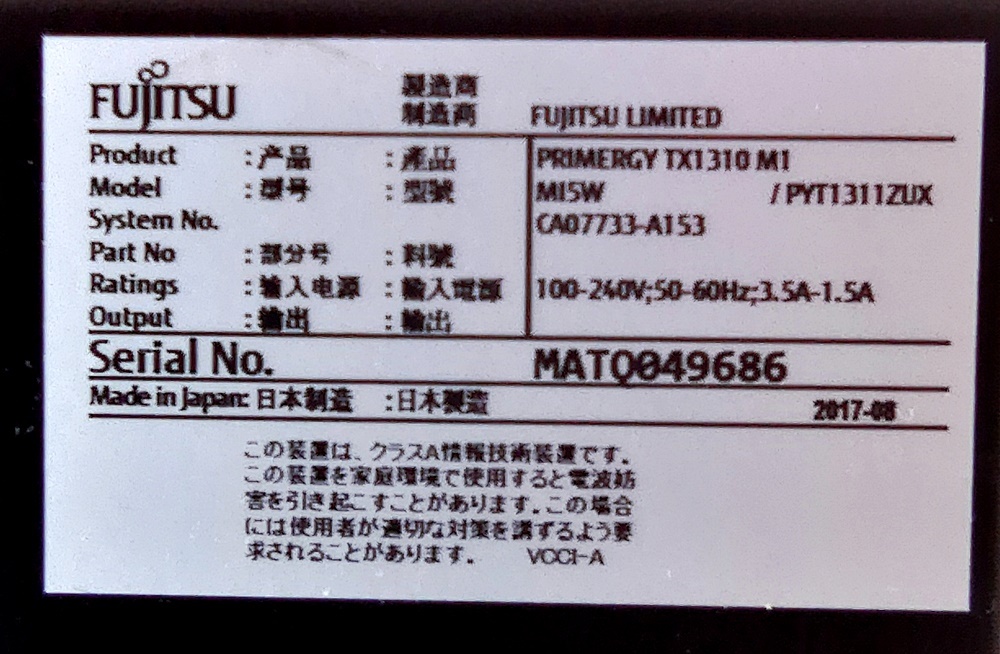 FUJITSU 製造商
制造商 FUJITSU LIMITED
Product :产品 :產品 PRIMERGY TX1310 M1
Model :型号 :型號 MI5W / PYT1311ZUX
System No. CA07733-A153
Part No :部分号 :料號
Ratings :输入电源 :輸入電源 100-240V;50-60Hz;3.5A-1.5A
Output :输出 :輸出
Serial No. MATQ049686
Made in Japan: 日本制造 :日本製造 2017-08
この装置は、クラスA情報技術装置です。
この装置を家庭環境で使用すると電波妨
害を引き起こすことがあります。この場合
には使用者が適切な対策を講ずるよう要
求されることがあります。 VCCI-A